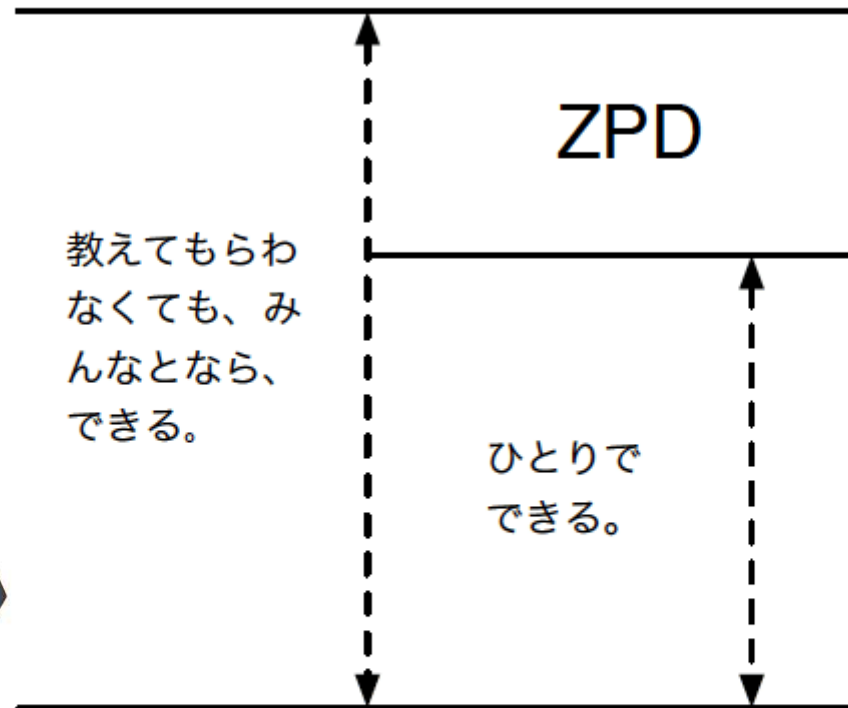 ZPD
教えてもらわ
なくても、み
んなとなら、
できる。
ひとりで
できる。